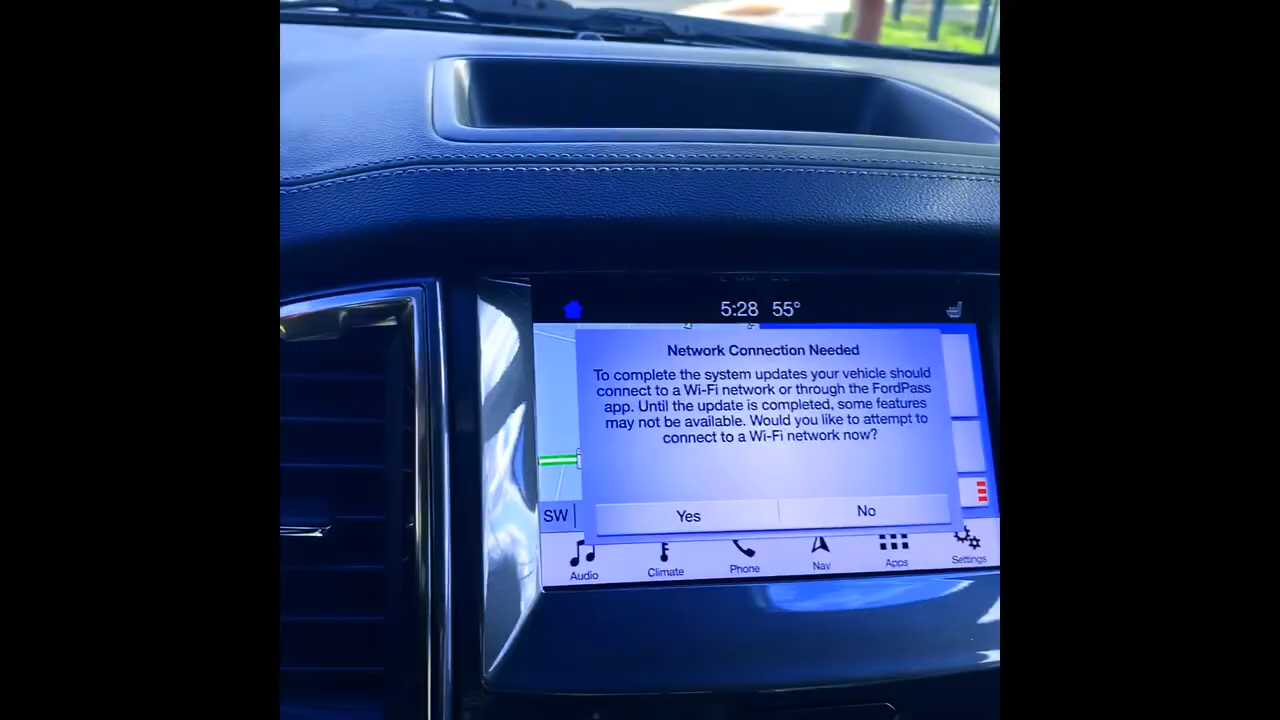 5:28 55°
Network Connection Needed
To complete the system updates your vehicle should
connect to a Wi-Fi network or through the FordPass
app. Until the update is completed, some features
may not be available. Would you like to attempt to
connect to a Wi-Fi network now?
Yes No
SW
Audio Climate Phone Nav Apps Settings